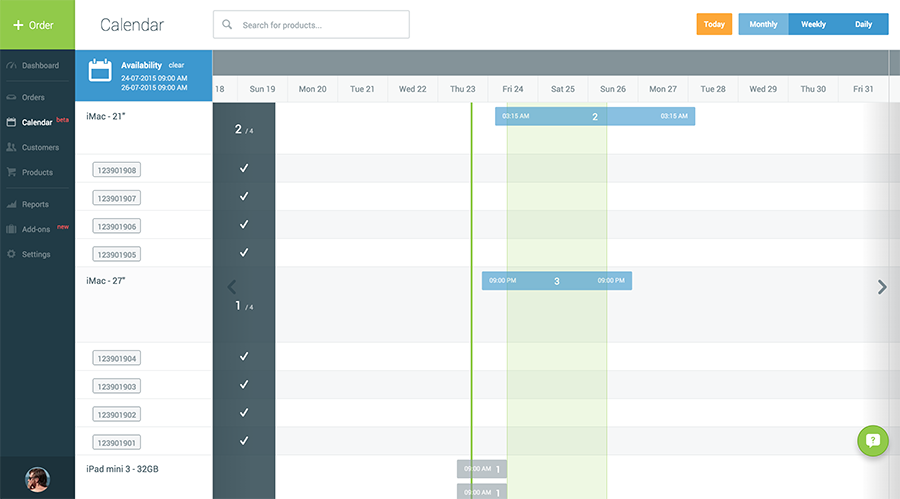 + Order
Calendar
Search for products...
Today
Monthly
Weekly
Daily
Dashboard
Orders
Calendar beta
Customers
Products
Reports
Add-ons new
Settings
Availability clear
24-07-2015 09:00 AM
26-07-2015 09:00 AM
18
Sun 19
Mon 20
Tue 21
Wed 22
Thu 23
Fri 24
Sat 25
Sun 26
Mon 27
Tue 28
Wed 29
Thu 30
Fri 31
iMac - 21"
2 / 4
03:15 AM 2 03:15 AM
123901908
123901907
123901906
123901905
iMac - 27"
1 / 4
09:00 PM 3 09:00 PM
123901904
123901903
123901902
123901901
iPad mini 3 - 32GB
09:00 AM 1
09:00 AM 1